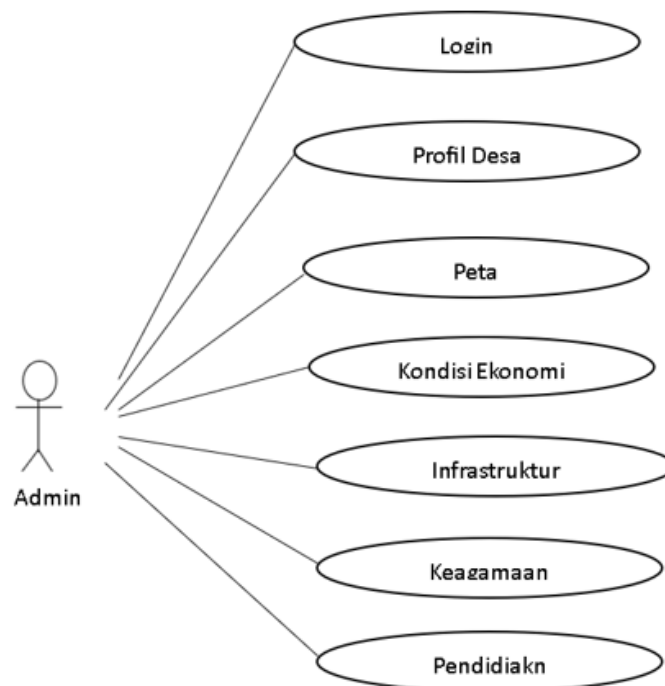 Login
Profil Desa
Peta
Kondisi Ekonomi
Infrastruktur
Admin
Keagamaan
Pendidiakn